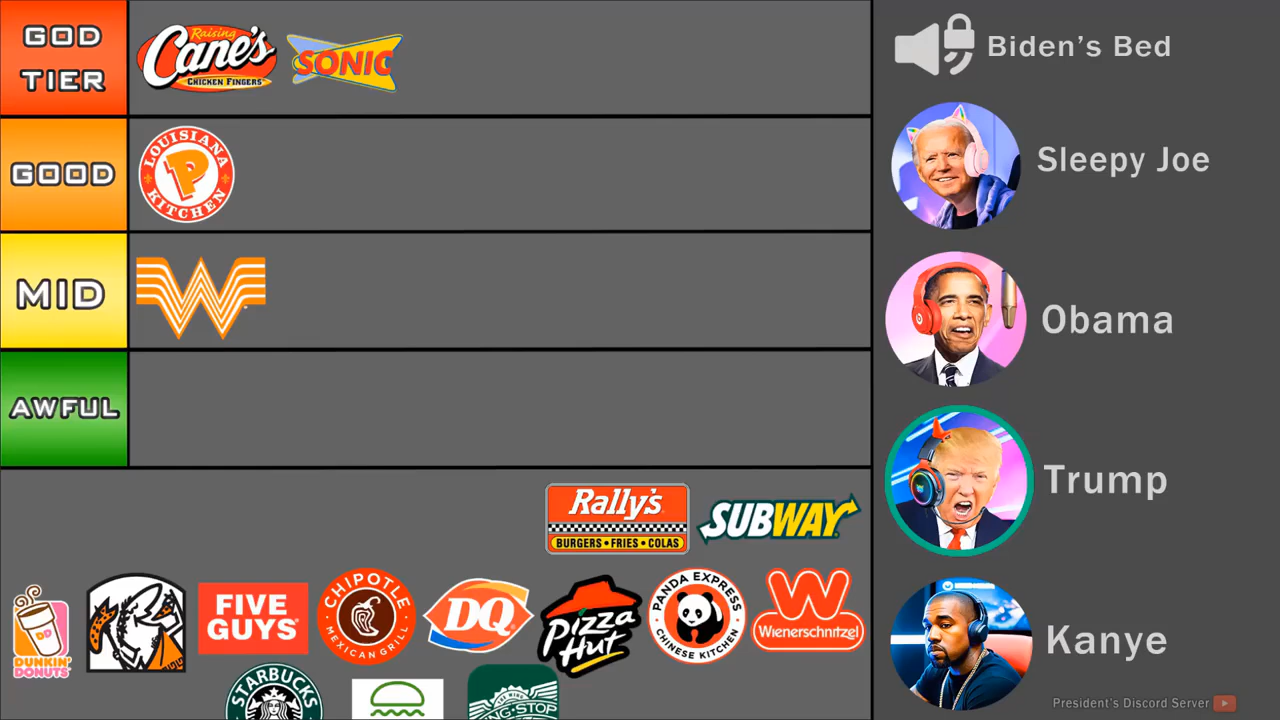 GOD
TIER
Raising
Cane's
CHICKEN FINGERS
SONIC
GOOD
LOUISIANA
P
KITCHEN
MID
W
AWFUL
Rally's
BURGERS • FRIES • COLAS
SUBWAY
DD
DUNKIN'
DONUTS
FIVE
GUYS
CHIPOTLE
MEXICAN GRILL
DQ
Pizza
Hut
PANDA EXPRESS
CHINESE KITCHEN
W
Wienerschnitzel
STARBUCKS
Biden's Bed
Sleepy Joe
Obama
Trump
Kanye
President's Discord Server